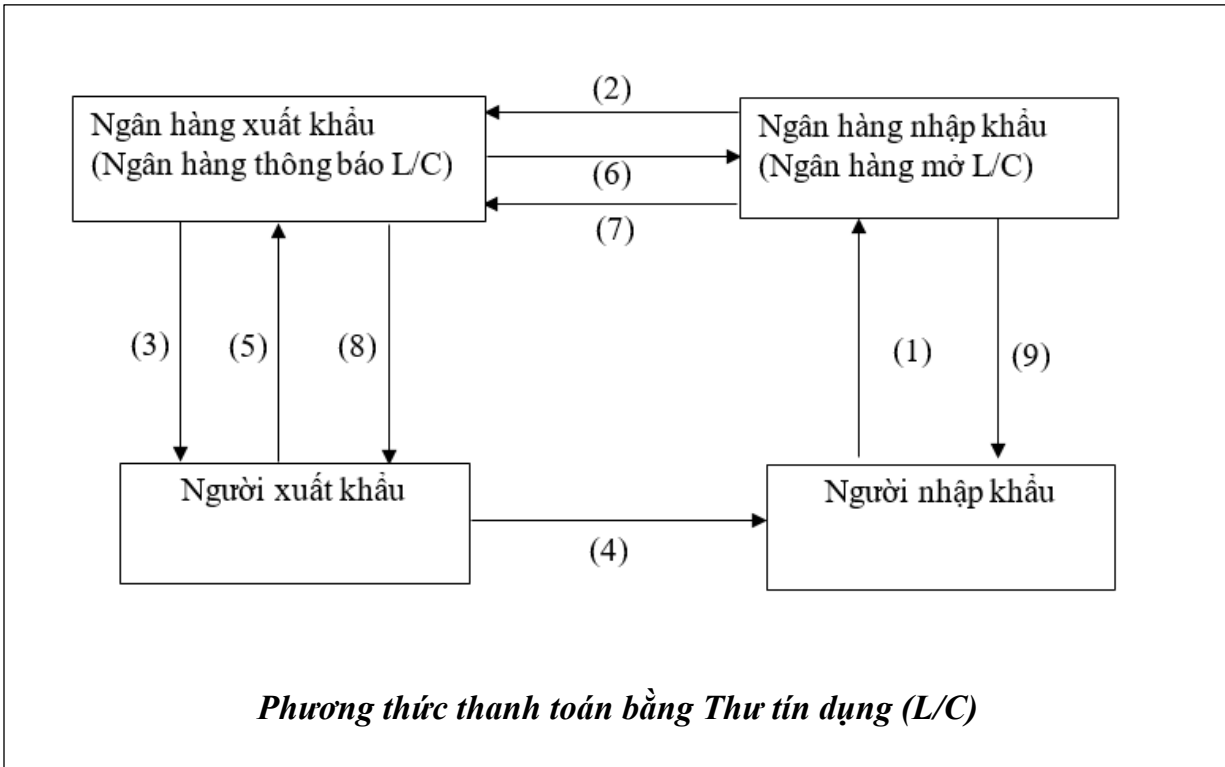 (2)
Ngân hàng xuất khẩu
(Ngân hàng thông báo L/C)
Ngân hàng nhập khẩu
(Ngân hàng mở L/C)
(6)
(7)
(3)
(5)
(8)
(1)
(9)
Người xuất khẩu
Người nhập khẩu
(4)
Phương thức thanh toán bằng Thư tín dụng (L/C)